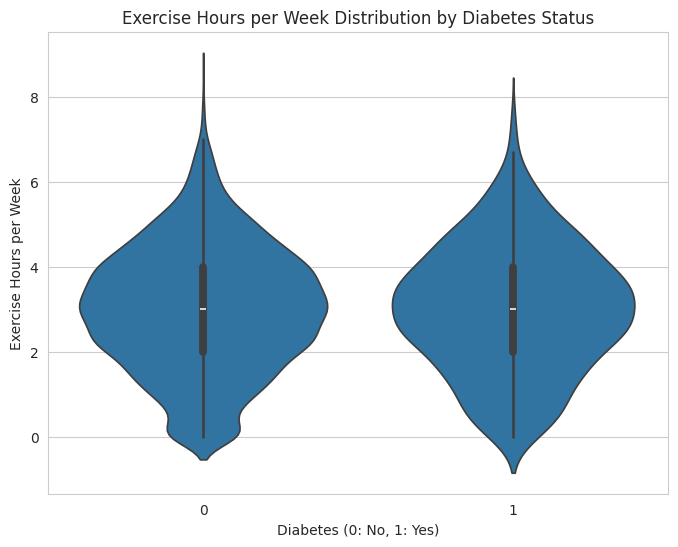 Exercise Hours per Week Distribution by Diabetes Status
Exercise Hours per Week
8
6
4
2
0
0
1
Diabetes (0: No, 1: Yes)